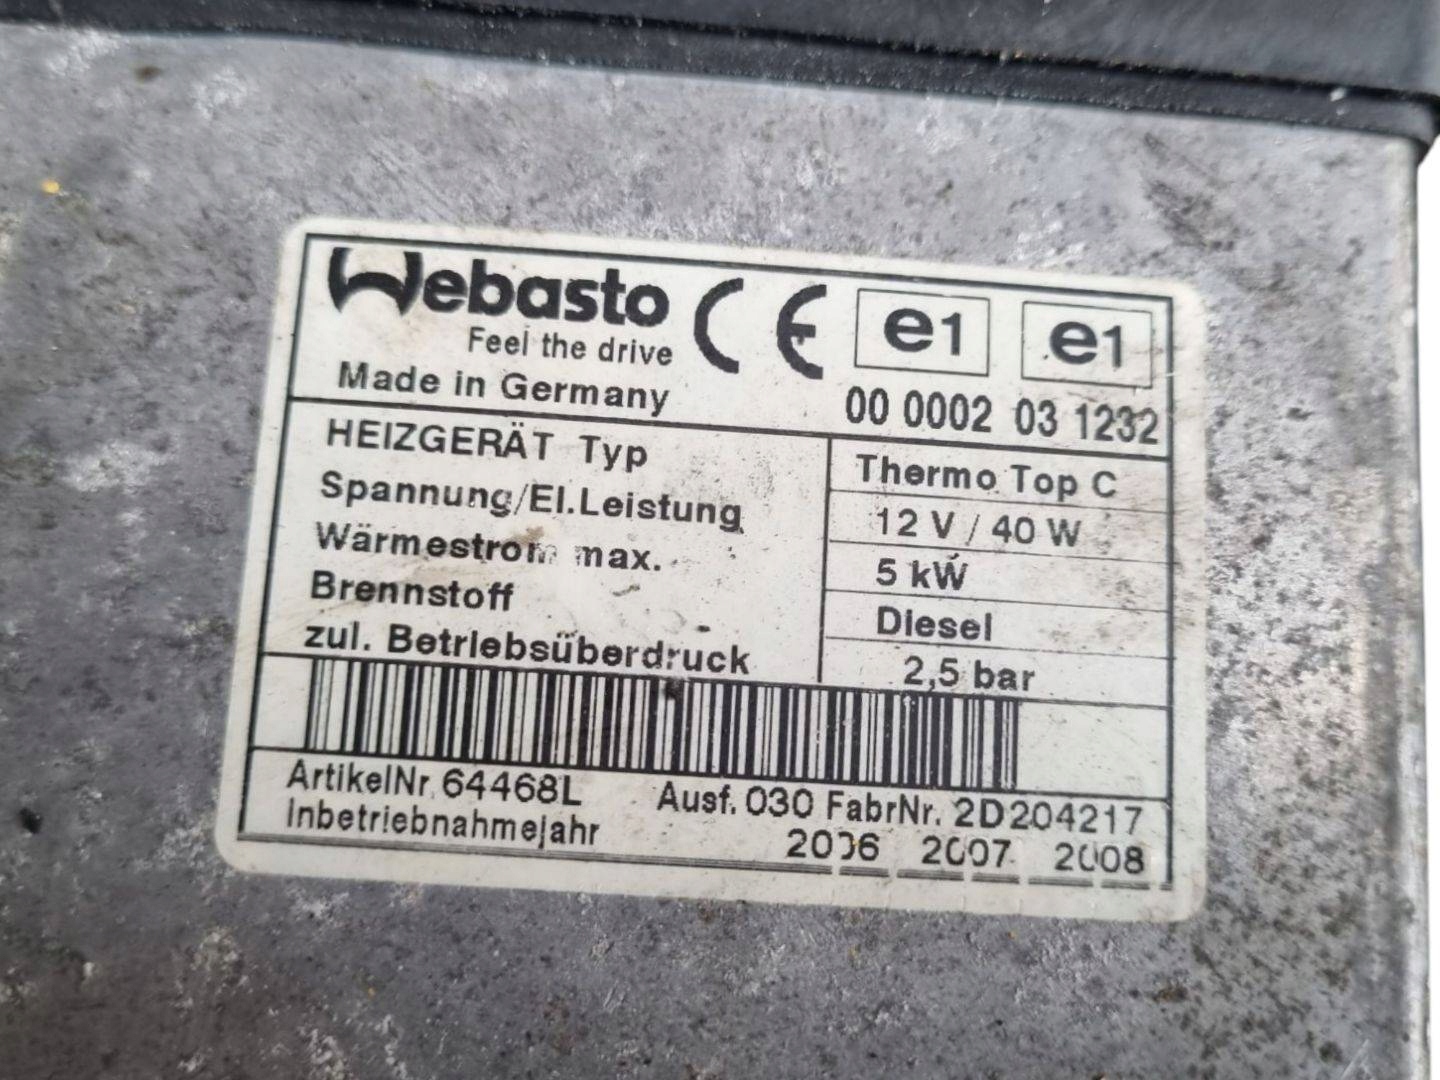 Webasto CE e1 e1
Feel the drive
Made in Germany 00 0002 03 1232
HEIZGERÄT Typ Thermo Top C
Spannung/El.Leistung 12 V / 40 W
Wärmestrom max. 5 kW
Brennstoff Diesel
zul. Betriebsüberdruck 2,5 bar
ArtikelNr. 64468L Ausf. 030 FabrNr. 2D204217
Inbetriebnahmejahr 2006 2007 2008